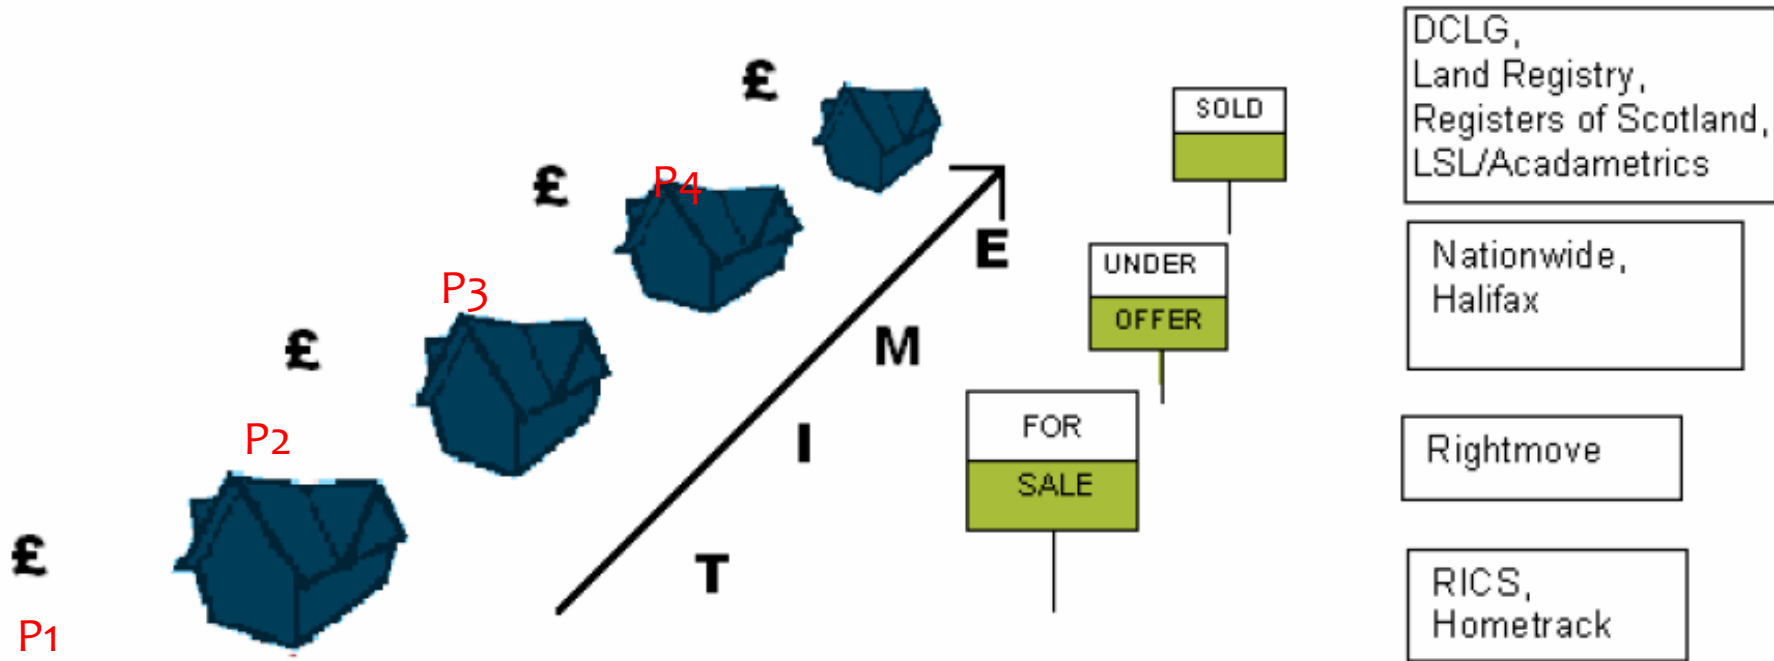 £
P1
P2
£
P3
£
P4
£
T
I
M
E
SOLD
UNDER
OFFER
FOR
SALE
DCLG,
Land Registry,
Registers of Scotland,
LSL/Acadametrics
Nationwide,
Halifax
Rightmove
RICS,
Hometrack